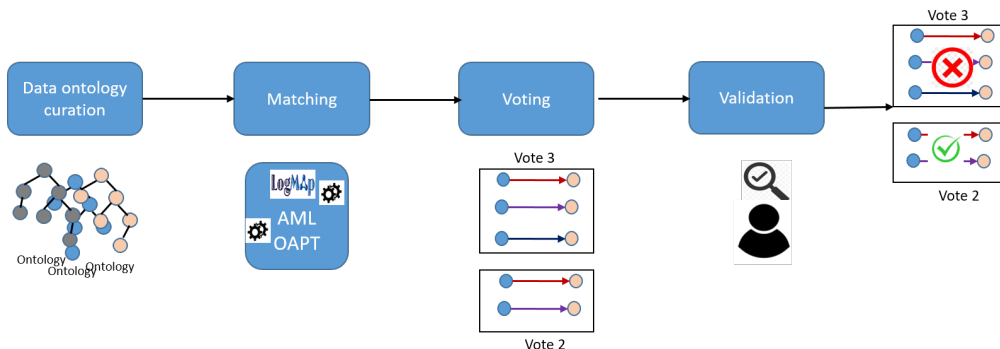 Vote 3
Data ontology
curation
Matching
Voting
Validation
Vote 3
LogMap
AML
OAPT
Vote 2
Ontology
Ontology
Ontology
Vote 2